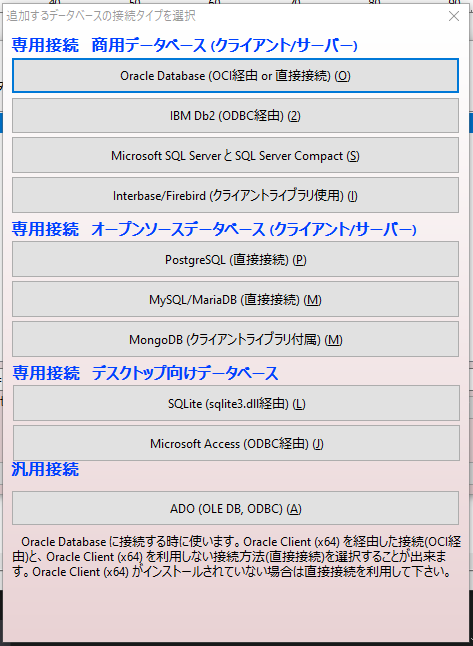 追加するデータベースの接続タイプを選択
専用接続 商用データベース (クライアント/サーバー)
Oracle Database (OCI経由 or 直接接続) (O)
IBM Db2 (ODBC経由) (2)
Microsoft SQL Server と SQL Server Compact (S)
Interbase/Firebird (クライアントライブラリ使用) (I)
専用接続 オープンソースデータベース (クライアント/サーバー)
PostgreSQL (直接接続) (P)
MySQL/MariaDB (直接接続) (M)
MongoDB (クライアントライブラリ付属) (M)
専用接続 デスクトップ向けデータベース
SQLite (sqlite3.dll経由) (L)
Microsoft Access (ODBC経由) (J)
汎用接続
ADO (OLE DB, ODBC) (A)
Oracle Database に接続する時に使います。Oracle Client (x64) を経由した接続(OCI経
由)と、Oracle Client (x64) を利用しない接続方法(直接接続)を選択することが出来ま
す。Oracle Client (x64) がインストールされていない場合は直接接続を利用して下さい。